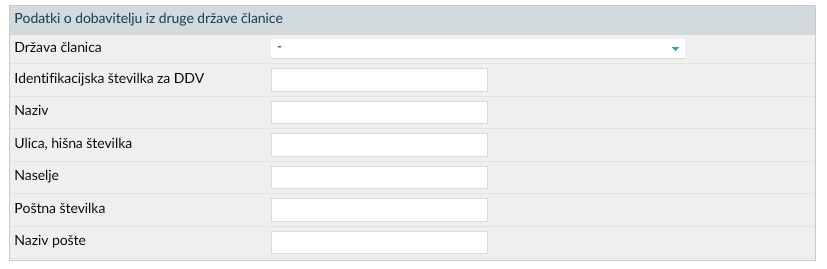 Podatki o dobavitelju iz druge države članice
Država članica -
Identifikacijska številka za DDV
Naziv
Ulica, hišna številka
Naselje
Poštna številka
Naziv pošte